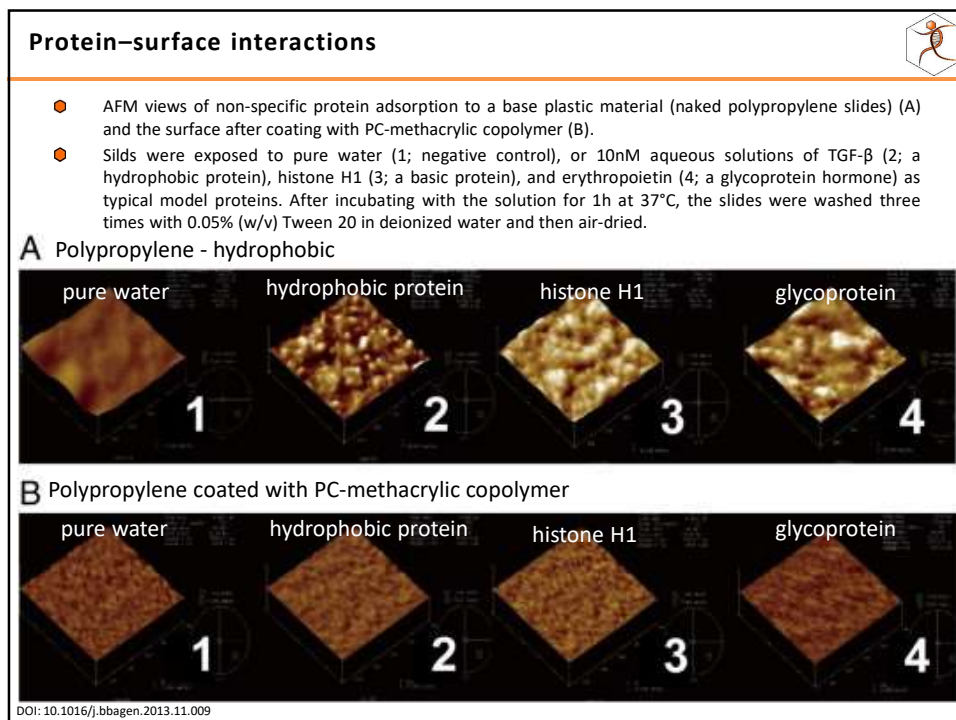 Protein–surface interactions
AFM views of non-specific protein adsorption to a base plastic material (naked polypropylene slides) (A)
and the surface after coating with PC-methacrylic copolymer (B).
Silds were exposed to pure water (1; negative control), or 10nM aqueous solutions of TGF-β (2; a
hydrophobic protein), histone H1 (3; a basic protein), and erythropoietin (4; a glycoprotein hormone) as
typical model proteins. After incubating with the solution for 1h at 37°C, the slides were washed three
times with 0.05% (w/v) Tween 20 in deionized water and then air-dried.
A Polypropylene - hydrophobic
pure water hydrophobic protein histone H1 glycoprotein
1 2 3 4
B Polypropylene coated with PC-methacrylic copolymer
pure water hydrophobic protein histone H1 glycoprotein
1 2 3 4
DOI: 10.1016/j.bbagen.2013.11.009